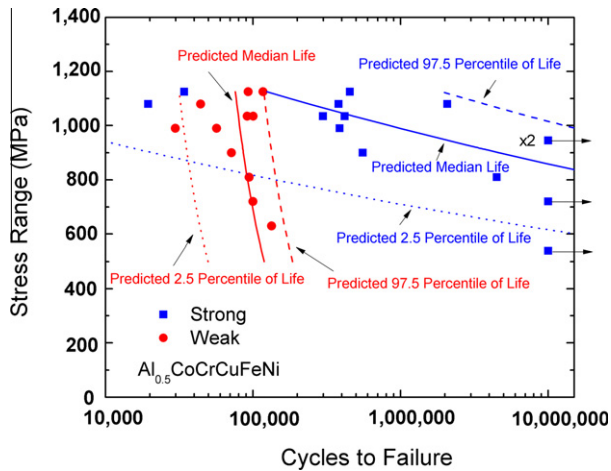 1,400
1,200
1,000
800
600
400
200
0
Stress Range (MPa)
Predicted 97.5 Percentile of Life
Predicted Median Life
x2
Predicted Median Life
Predicted 2.5 Percentile of Life
Predicted 2.5 Percentile of Life
Predicted 97.5 Percentile of Life
Strong
Weak
Al0.5CoCrCuFeNi
10,000 100,000 1,000,000 10,000,000
Cycles to Failure